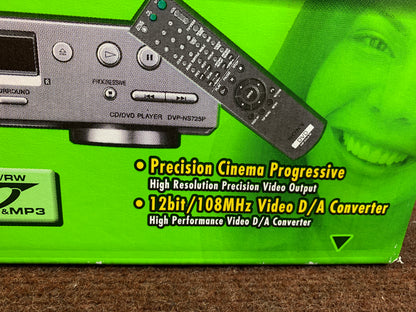 PROGRESSIVE
SURROUND
CD/DVD PLAYER DVP-NS725P
/RW
&MP3
• Precision Cinema Progressive
High Resolution Precision Video Output
• 12bit/108MHz Video D/A Converter
High Performance Video D/A Converter